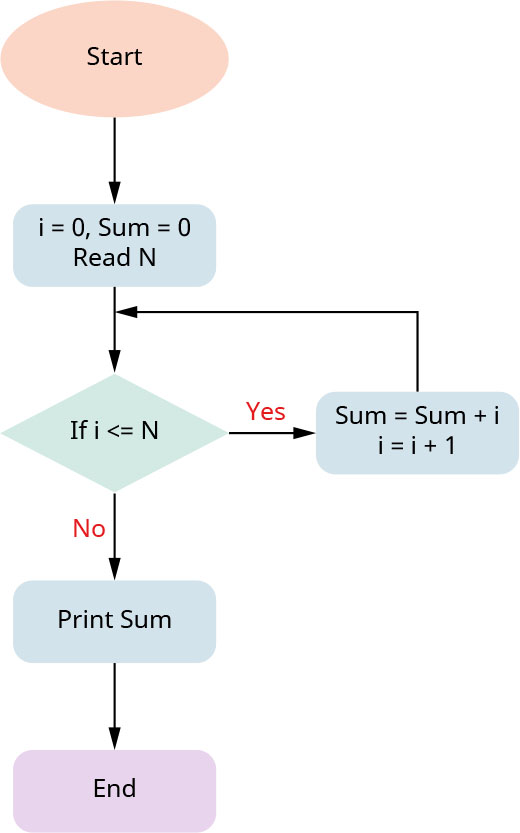 Start
i = 0, Sum = 0
Read N
If i <= N
Yes
Sum = Sum + i
i = i + 1
No
Print Sum
End